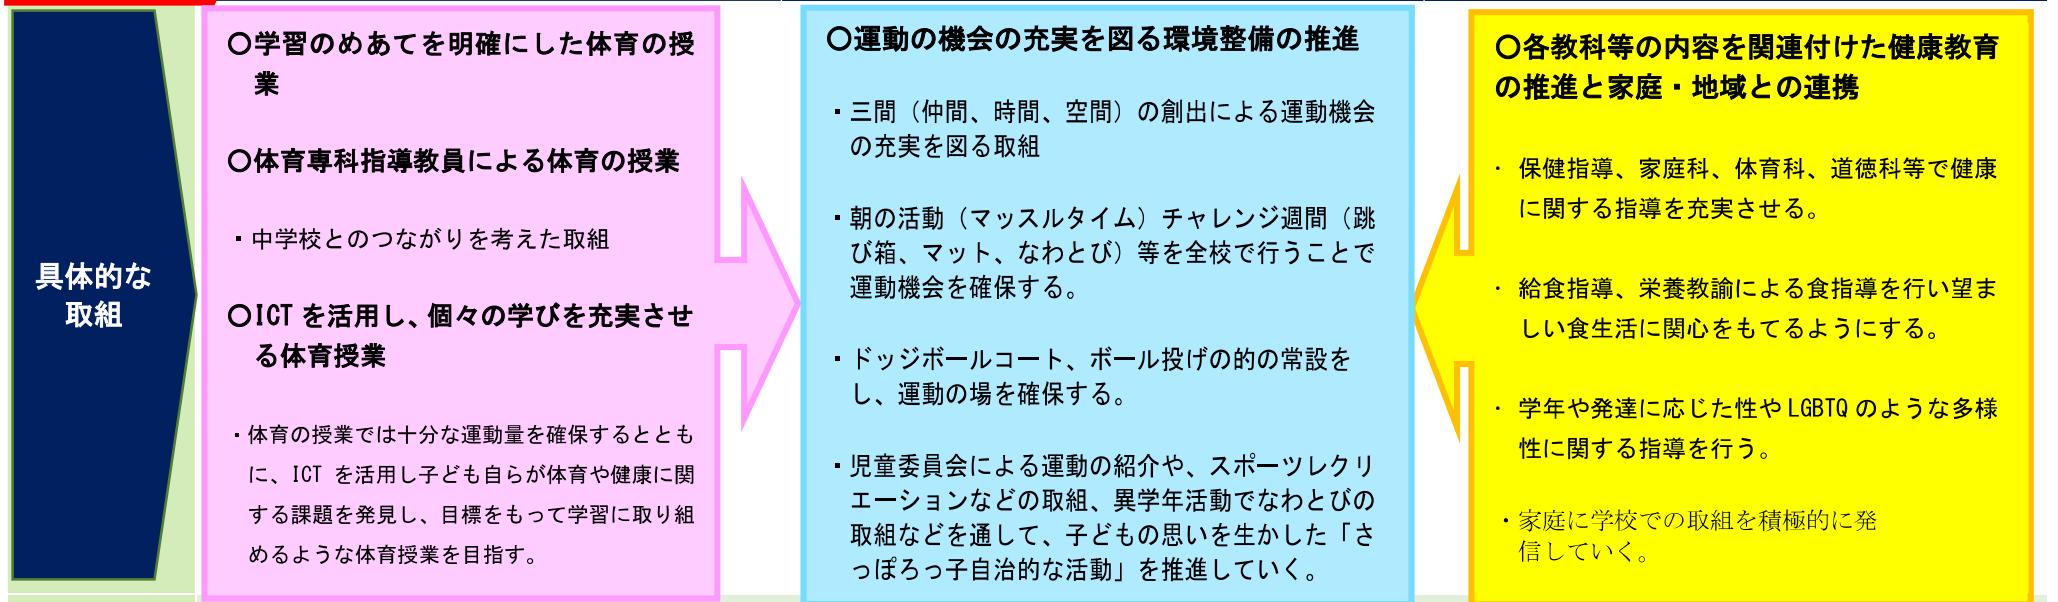 具体的な
取組
〇学習のめあてを明確にした体育の授
業
〇体育専科指導教員による体育の授業
・中学校とのつながりを考えた取組
〇ICT を活用し、個々の学びを充実させ
る体育授業
・体育の授業では十分な運動量を確保するととも
に、ICT を活用し子ども自らが体育や健康に関
する課題を発見し、目標をもって学習に取り組
めるような体育授業を目指す。
〇運動の機会の充実を図る環境整備の推進
・三間（仲間、時間、空間）の創出による運動機会
の充実を図る取組
・朝の活動（マッスルタイム）チャレンジ週間（跳
び箱、マット、なわとび）等を全校で行うことで
運動機会を確保する。
・ドッジボールコート、ボール投げの的の常設を
し、運動の場を確保する。
・児童委員会による運動の紹介や、スポーツレクリ
エーションなどの取組、異学年活動でなわとびの
取組などを通して、子どもの思いを生かした「さ
っぽろっ子自治的な活動」を推進していく。
〇各教科等の内容を関連付けた健康教育
の推進と家庭・地域との連携
・ 保健指導、家庭科、体育科、道徳科等で健康
に関する指導を充実させる。
・ 給食指導、栄養教諭による食指導を行い望ま
しい食生活に関心をもてるようにする。
・ 学年や発達に応じた性や LGBTQ のような多様
性に関する指導を行う。
・家庭に学校での取組を積極的に発
信していく。